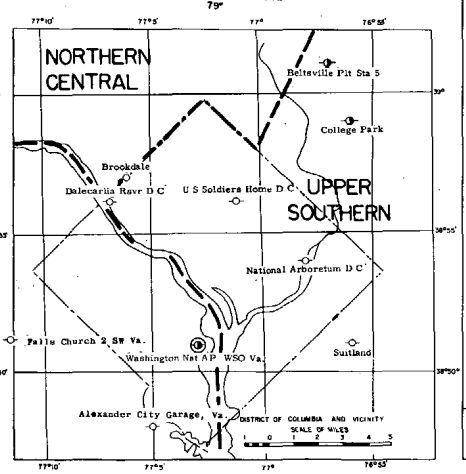 79°
77°10' 77°5' 77° 76°55'
NORTHERN
CENTRAL
Beltsville Plt Sta 5
39°
College Park
Brookdale
Dalecarlia Rsvr D C
U S Soldiers Home D C
UPPER
SOUTHERN
55'
38°55'
National Arboretum D C
Falls Church 2 SW Va.
Washington Nat AP WSO Va.
Suitland
50'
38°50'
Alexander City Garage, Va.
DISTRICT OF COLUMBIA AND VICINITY
SCALE OF MILES
1 0 1 2 3 4 5
77°10' 77°5' 77° 76°55'